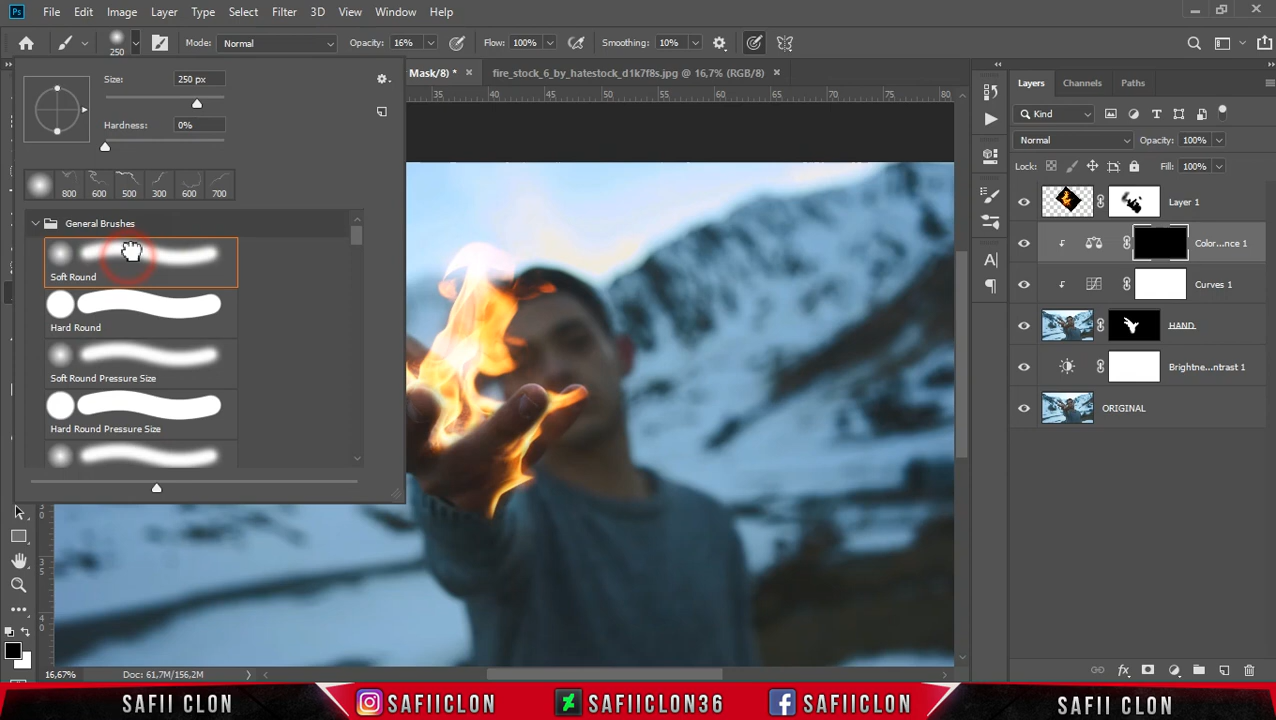 Ps File Edit Image Layer Type Select Filter 3D View Window Help
250 Mode: Normal Opacity: 16% Flow: 100% Smoothing: 10%
Mask/8) * × fire_stock_6_by_hatestock_d1k7f8s.jpg @ 16,7% (RGB/8) ×
Size: 250 px
Hardness: 0%
800 600 500 300 600 700
General Brushes
Soft Round
Hard Round
Soft Round Pressure Size
Hard Round Pressure Size
35 40 45 50 55 60 65 70 75 80
35
40
Layers Channels Paths
Kind
Normal Opacity: 100%
Lock: Fill: 100%
Layer 1
Color...nce 1
Curves 1
HAND
Brightne...ntrast 1
ORIGINAL
16,67% Doc: 61,7M/156,2M
SAFII CLON SAFIICLON SAFIICLON36 SAFIICLON SAFII CLON